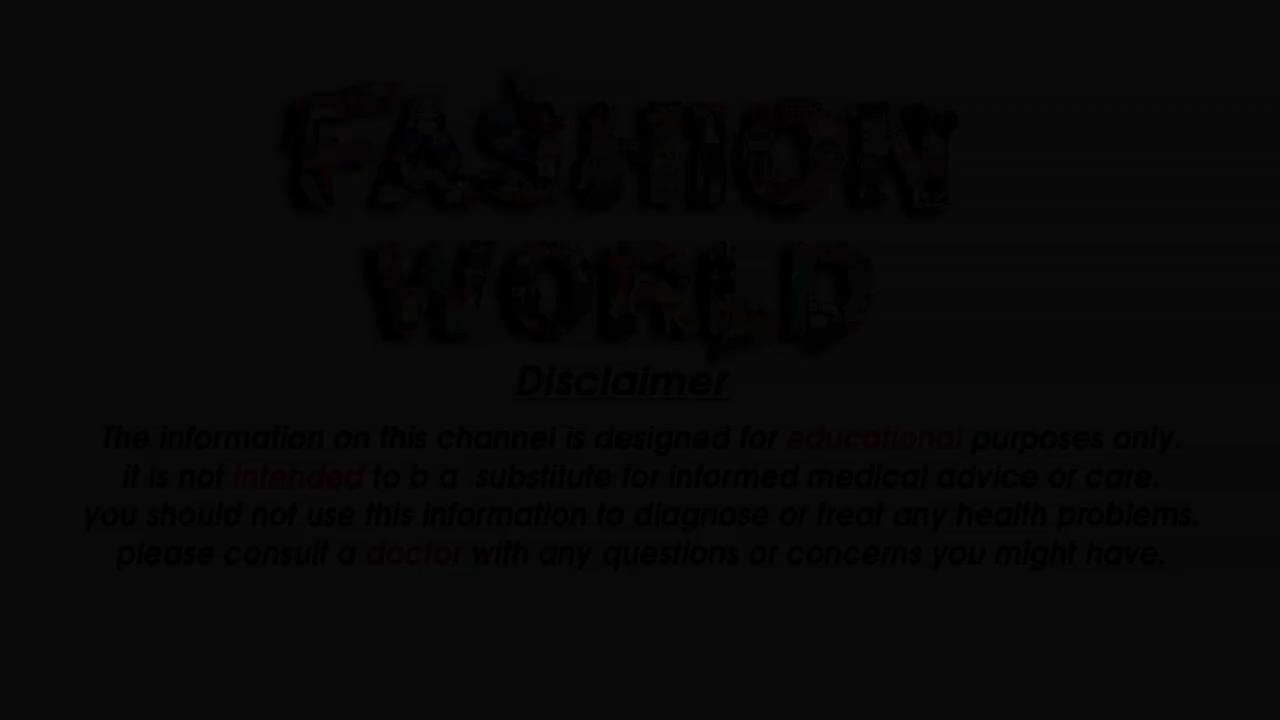 FASHION
WORLD
Disclaimer
The information on this channel is designed for educational purposes only.
it is not intended to b a substitute for informed medical advice or care.
you should not use this information to diagnose or treat any health problems.
please consult a doctor with any questions or concerns you might have.